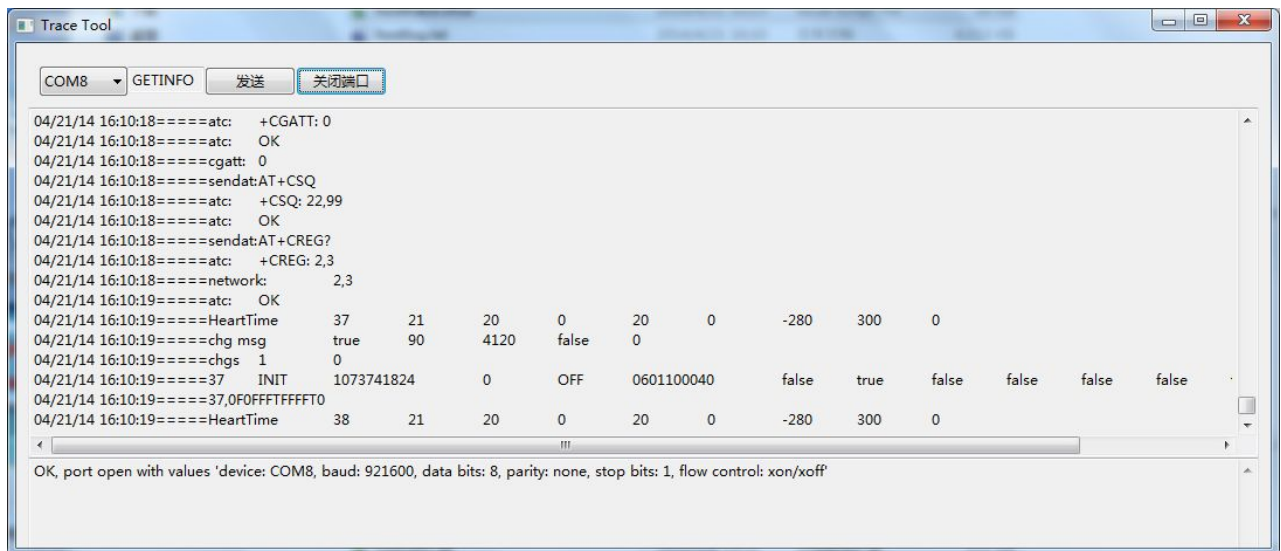 Trace Tool
COM8 GETINFO 发送 关闭端口
04/21/14 16:10:18=====atc: +CGATT: 0
04/21/14 16:10:18=====atc: OK
04/21/14 16:10:18=====cgatt: 0
04/21/14 16:10:18=====sendat:AT+CSQ
04/21/14 16:10:18=====atc: +CSQ: 22,99
04/21/14 16:10:18=====atc: OK
04/21/14 16:10:18=====sendat:AT+CREG?
04/21/14 16:10:18=====atc: +CREG: 2,3
04/21/14 16:10:18=====network: 2,3
04/21/14 16:10:19=====atc: OK
04/21/14 16:10:19=====HeartTime 37 21 20 0 20 0 -280 300 0
04/21/14 16:10:19=====chg msg true 90 4120 false 0
04/21/14 16:10:19=====chgs 1 0
04/21/14 16:10:19=====37 INIT 1073741824 0 OFF 0601100040 false true false false false false
04/21/14 16:10:19=====37,0F0FFFTFFFFT0
04/21/14 16:10:19=====HeartTime 38 21 20 0 20 0 -280 300 0
OK, port open with values 'device: COM8, baud: 921600, data bits: 8, parity: none, stop bits: 1, flow control: xon/xoff'